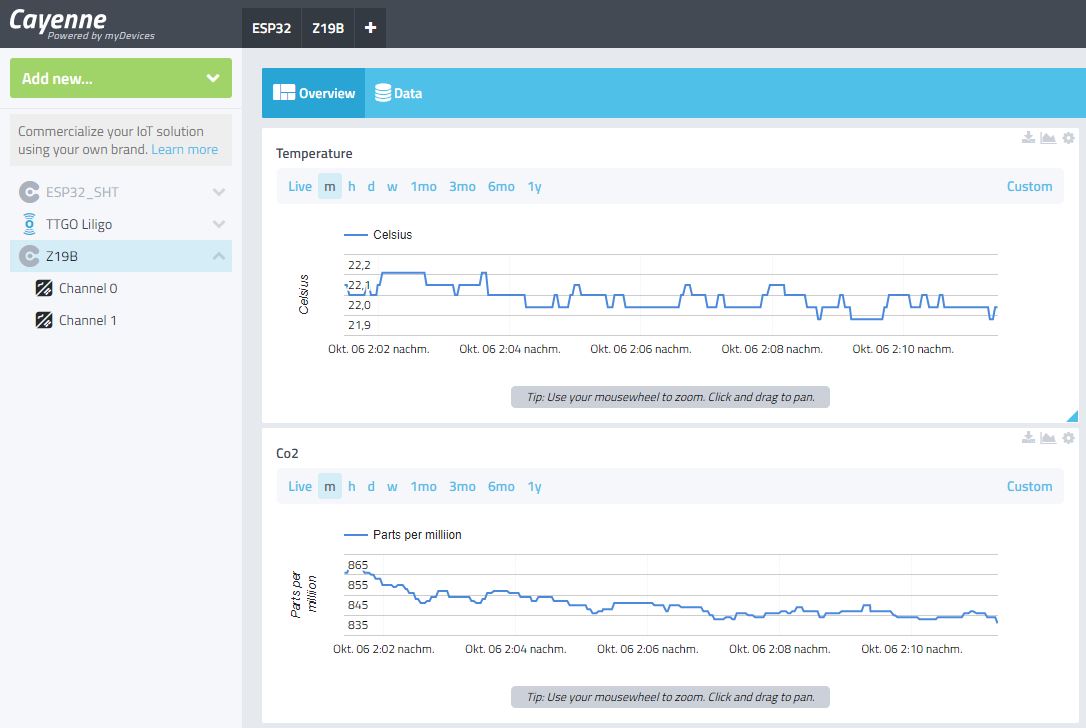 Cayenne
Powered by myDevices
ESP32 Z19B +
Add new...
Commercialize your IoT solution
using your own brand. Learn more
ESP32_SHT
TTGO Liligo
Z19B
Channel 0
Channel 1
Overview Data
Temperature
Live m h d w 1mo 3mo 6mo 1y Custom
Celsius
Celsius
22,2
22,1
22,0
21,9
Okt. 06 2:02 nachm. Okt. 06 2:04 nachm. Okt. 06 2:06 nachm. Okt. 06 2:08 nachm. Okt. 06 2:10 nachm.
Tip: Use your mousewheel to zoom. Click and drag to pan.
Co2
Live m h d w 1mo 3mo 6mo 1y Custom
Parts per milliion
Parts per
milliion
865
855
845
835
Okt. 06 2:02 nachm. Okt. 06 2:04 nachm. Okt. 06 2:06 nachm. Okt. 06 2:08 nachm. Okt. 06 2:10 nachm.
Tip: Use your mousewheel to zoom. Click and drag to pan.